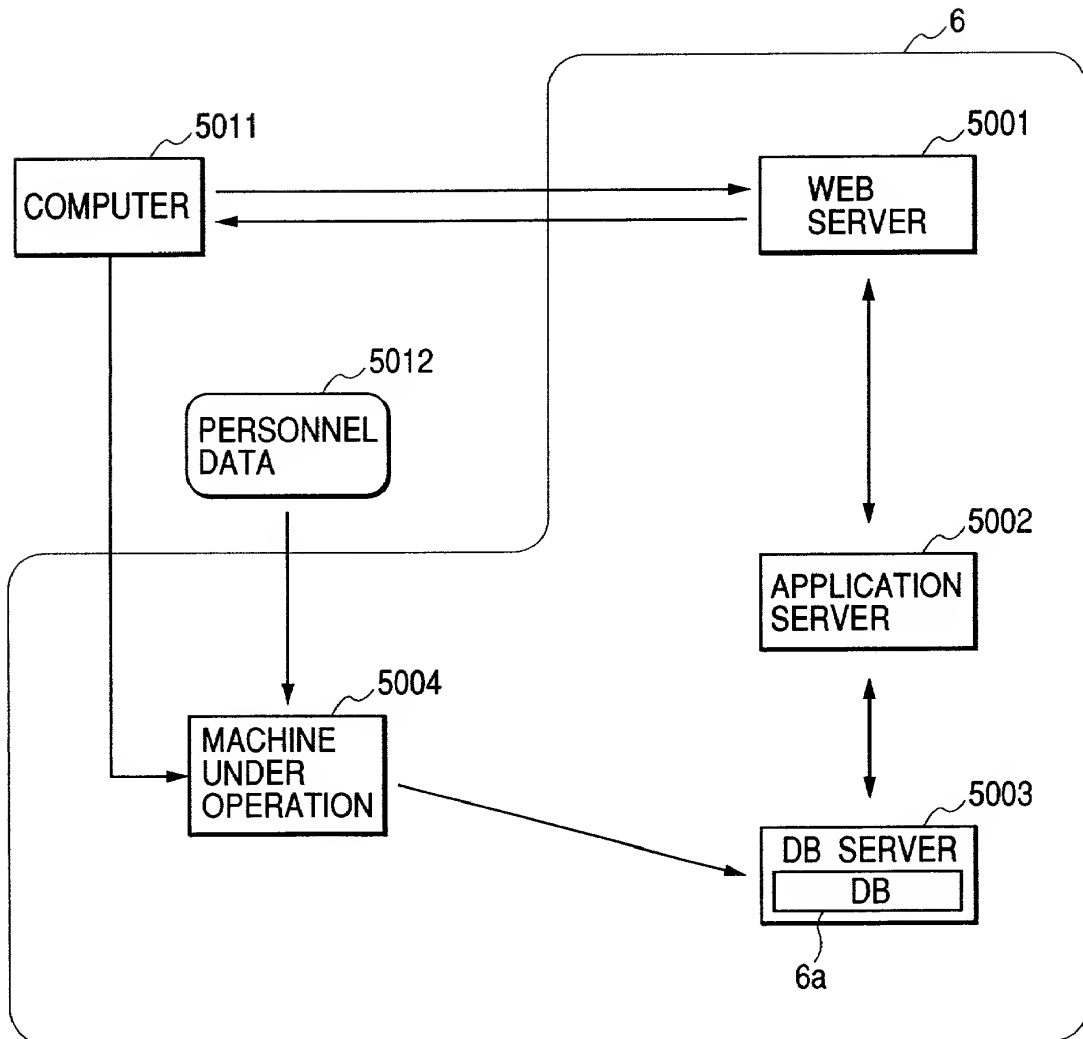 6
5011
5001
COMPUTER
WEB
SERVER
5012
PERSONNEL
DATA
5002
APPLICATION
SERVER
5004
MACHINE
UNDER
OPERATION
5003
DB SERVER
DB
6a